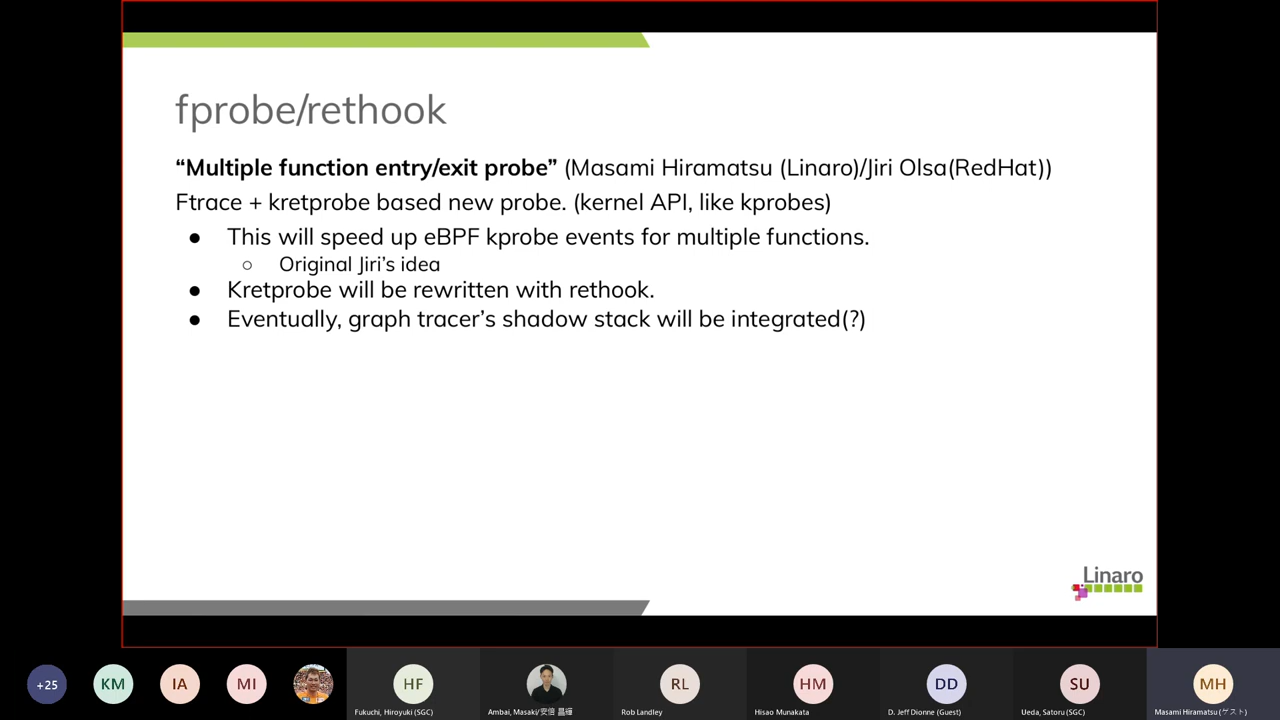 fprobe/rethook
“Multiple function entry/exit probe” (Masami Hiramatsu (Linaro)/Jiri Olsa(RedHat))
Ftrace + kretprobe based new probe. (kernel API, like kprobes)
● This will speed up eBPF kprobe events for multiple functions.
○ Original Jiri’s idea
● Kretprobe will be rewritten with rethook.
● Eventually, graph tracer’s shadow stack will be integrated(?)
Linaro
+25
KM
IA
MI
HF
RL
HM
DD
SU
MH
Fukuchi, Hiroyuki (SGC)
Ambai, Masaki/安倍 昌輝
Rob Landley
Hisao Munakata
D. Jeff Dionne (Guest)
Ueda, Satoru (SGC)
Masami Hiramatsu (ゲスト)